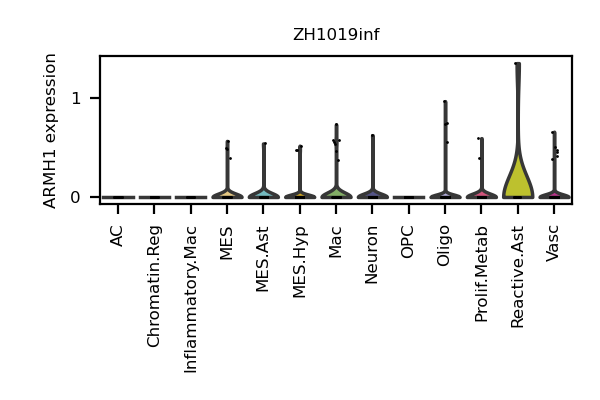 ZH1019inf
ARMH1 expression
1
0
AC
Chromatin.Reg
Inflammatory.Mac
MES
MES.Ast
MES.Hyp
Mac
Neuron
OPC
Oligo
Prolif.Metab
Reactive.Ast
Vasc